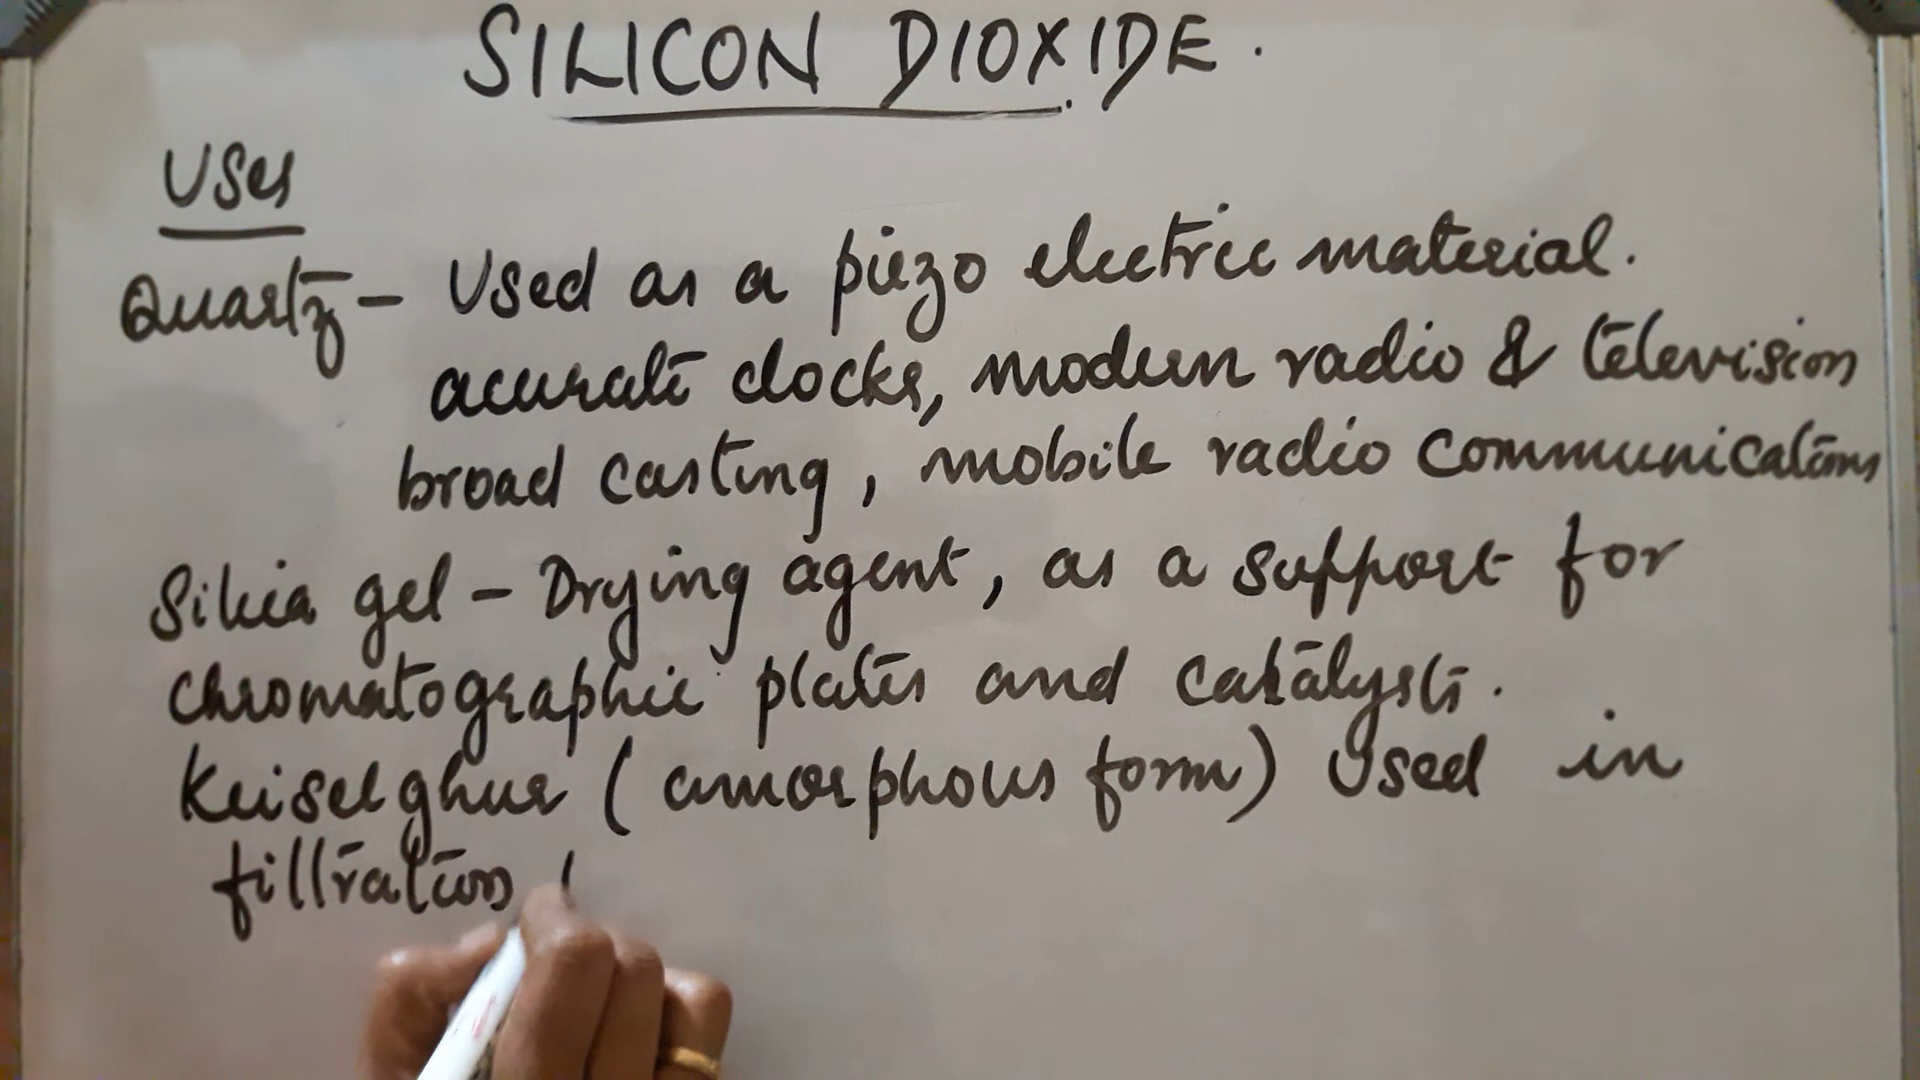 SILICON DIOXIDE.
Uses
Quartz - Used as a piezo electric material.
acurate clocks, modern radio & television
broad casting, mobile radio communications
Silica gel - Drying agent, as a support for
chromatographic plates and catalysts.
Keiselghur (amorphous form) Used in
filtration